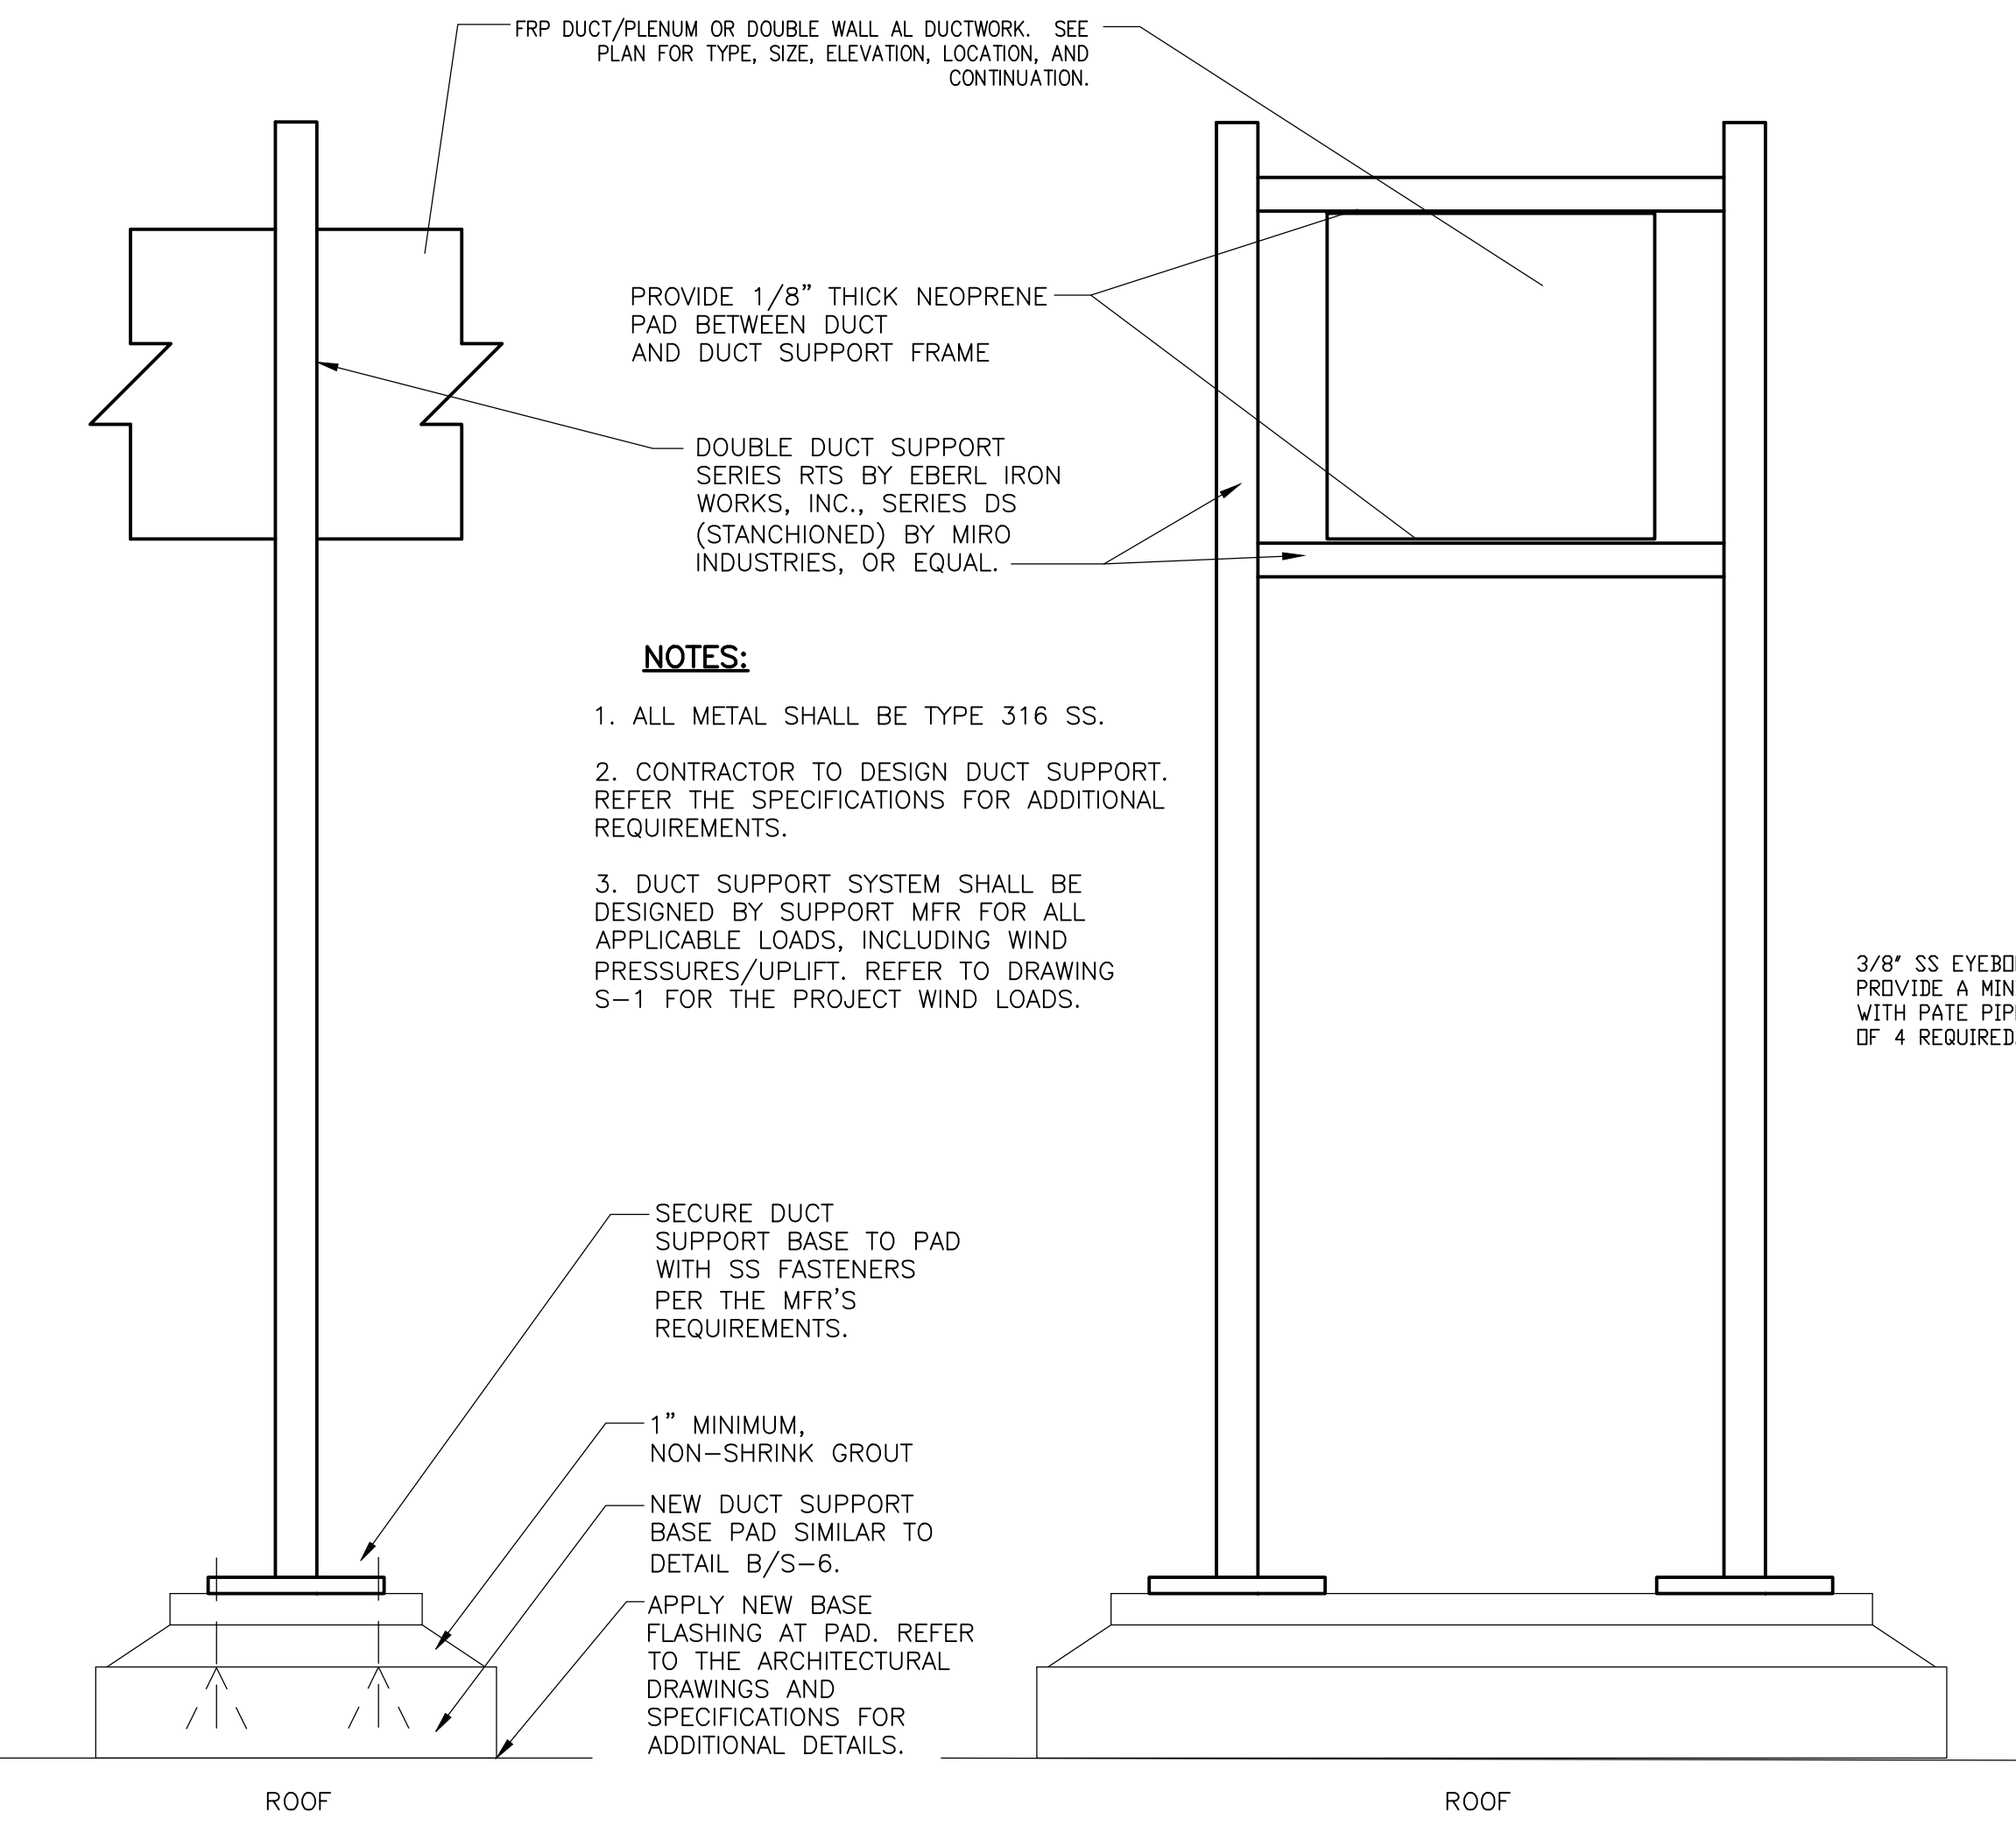 FRP DUCT/PLENUM OR DOUBLE WALL AL DUCTWORK. SEE
PLAN FOR TYPE, SIZE, ELEVATION, LOCATION, AND
CONTINUATION.
PROVIDE 1/8" THICK NEOPRENE
PAD BETWEEN DUCT
AND DUCT SUPPORT FRAME
DOUBLE DUCT SUPPORT
SERIES RTS BY EBERL IRON
WORKS, INC., SERIES DS
(STANCHIONED) BY MIRO
INDUSTRIES, OR EQUAL.
NOTES:
1. ALL METAL SHALL BE TYPE 316 SS.
2. CONTRACTOR TO DESIGN DUCT SUPPORT.
REFER THE SPECIFICATIONS FOR ADDITIONAL
REQUIREMENTS.
3. DUCT SUPPORT SYSTEM SHALL BE
DESIGNED BY SUPPORT MFR FOR ALL
APPLICABLE LOADS, INCLUDING WIND
PRESSURES/UPLIFT. REFER TO DRAWING
S-1 FOR THE PROJECT WIND LOADS.
3/8" SS
PROVIDE A MIN
WITH PATE
OF 4 REQUIRED
SECURE DUCT
SUPPORT BASE TO PAD
WITH SS FASTENERS
PER THE MFR'S
REQUIREMENTS.
1" MINIMUM,
NON-SHRINK GROUT
NEW DUCT SUPPORT
BASE PAD SIMILAR TO
DETAIL B/S-6.
APPLY NEW BASE
FLASHING AT PAD. REFER
TO THE ARCHITECTURAL
DRAWINGS AND
SPECIFICATIONS FOR
ADDITIONAL DETAILS.
ROOF
ROOF